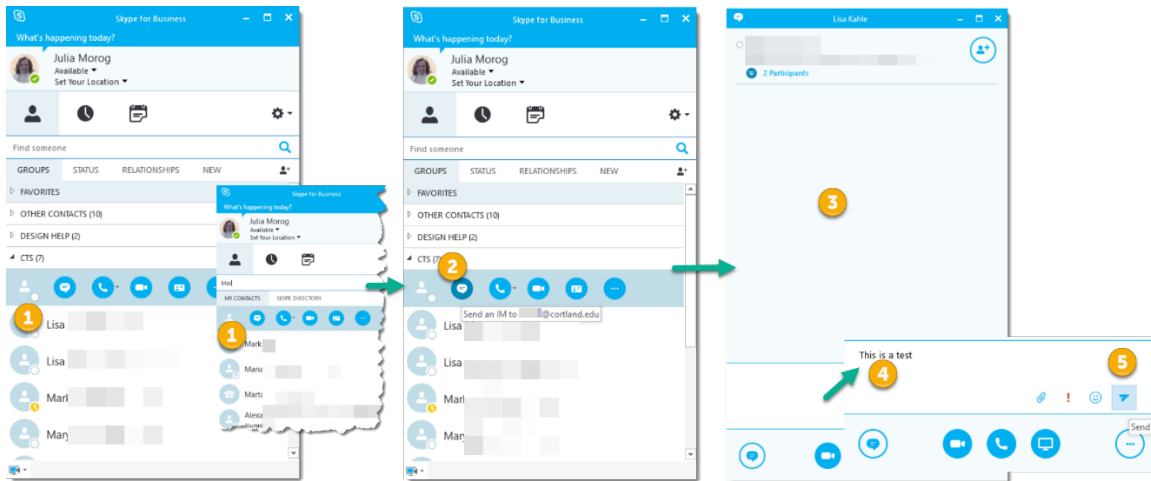 Skype for Business
What's happening today?
Julia Morog
Available
Set Your Location
Find someone
GROUPS STATUS RELATIONSHIPS NEW
FAVORITES
OTHER CONTACTS (10)
DESIGN HELP (2)
CTS (7)
1
Lisa
Lisa
Mark
Mary
Skype for Business
What's happening today?
Julia Morog
Available
Set Your Location
Mar
MY CONTACTS SKYPE DIRECTORY
1
Mark
Maria
Marta
Alexa
Skype for Business
What's happening today?
Julia Morog
Available
Set Your Location
Find someone
GROUPS STATUS RELATIONSHIPS NEW
FAVORITES
OTHER CONTACTS (10)
DESIGN HELP (2)
CTS (7)
2
Send an IM to @cortland.edu
Lisa
Lisa
Mark
Mary
Lisa Kahle
2 Participants
3
This is a test
4
5
Send